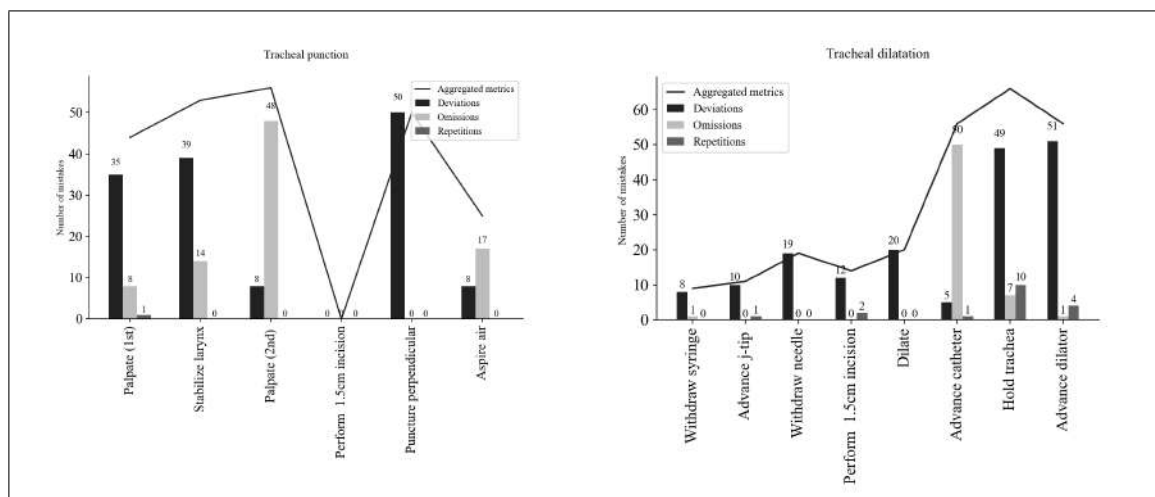 Tracheal punction
Number of mistakes
50
40
30
20
10
0
Aggregated metrics
Deviations
Omissions
Repetitions
35
8
1
39
14
0
8
48
0
0
0
0
50
0
0
8
17
0
Palpate (1st)
Stabilize larynx
Palpate (2nd)
Perform 1.5cm incision
Puncture perpendicular
Aspire air
Tracheal dilatation
Number of mistakes
60
50
40
30
20
10
0
Aggregated metrics
Deviations
Omissions
Repetitions
8
1
0
10
0
1
19
0
0
12
0
2
20
0
0
5
50
1
49
7
10
51
1
4
Withdraw syringe
Advance j-tip
Withdraw needle
Perform 1.5cm incision
Dilate
Advance catheter
Hold trachea
Advance dilator